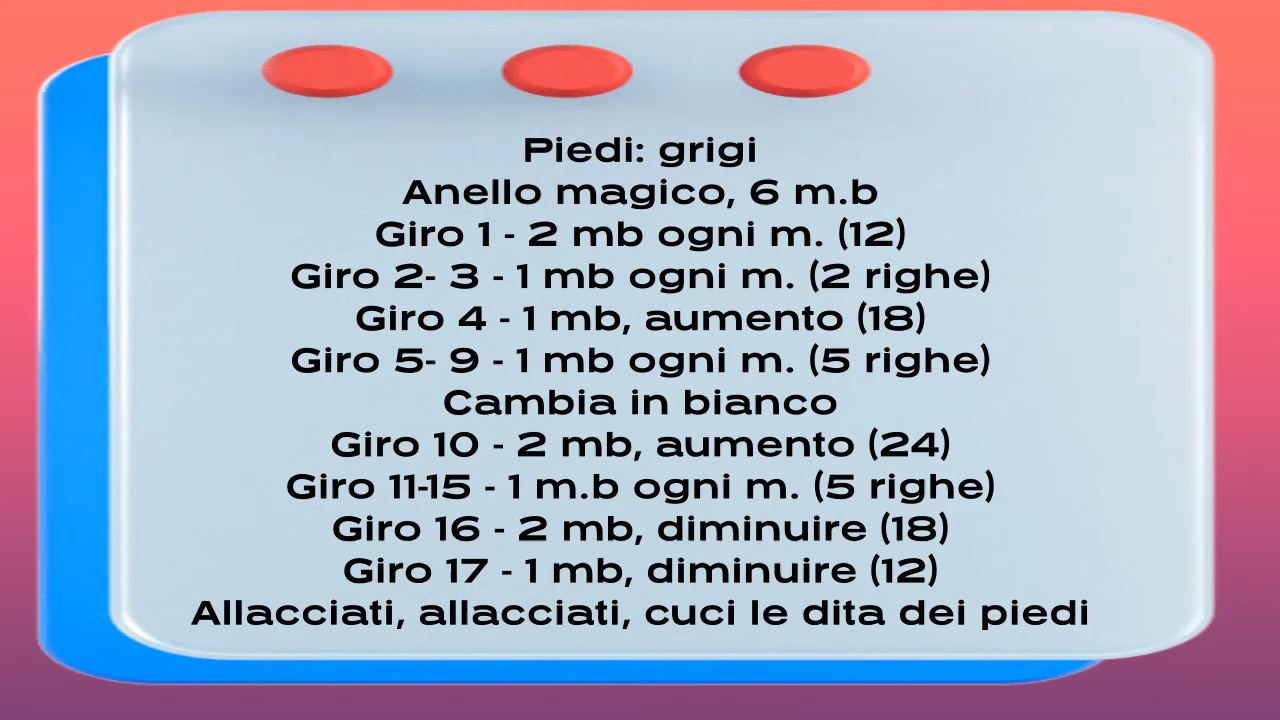 Piedi: grigi
Anello magico, 6 m.b
Giro 1 - 2 mb ogni m. (12)
Giro 2- 3 - 1 mb ogni m. (2 righe)
Giro 4 - 1 mb, aumento (18)
Giro 5- 9 - 1 mb ogni m. (5 righe)
Cambia in bianco
Giro 10 - 2 mb, aumento (24)
Giro 11-15 - 1 m.b ogni m. (5 righe)
Giro 16 - 2 mb, diminuire (18)
Giro 17 - 1 mb, diminuire (12)
Allacciati, allacciati, cuci le dita dei piedi